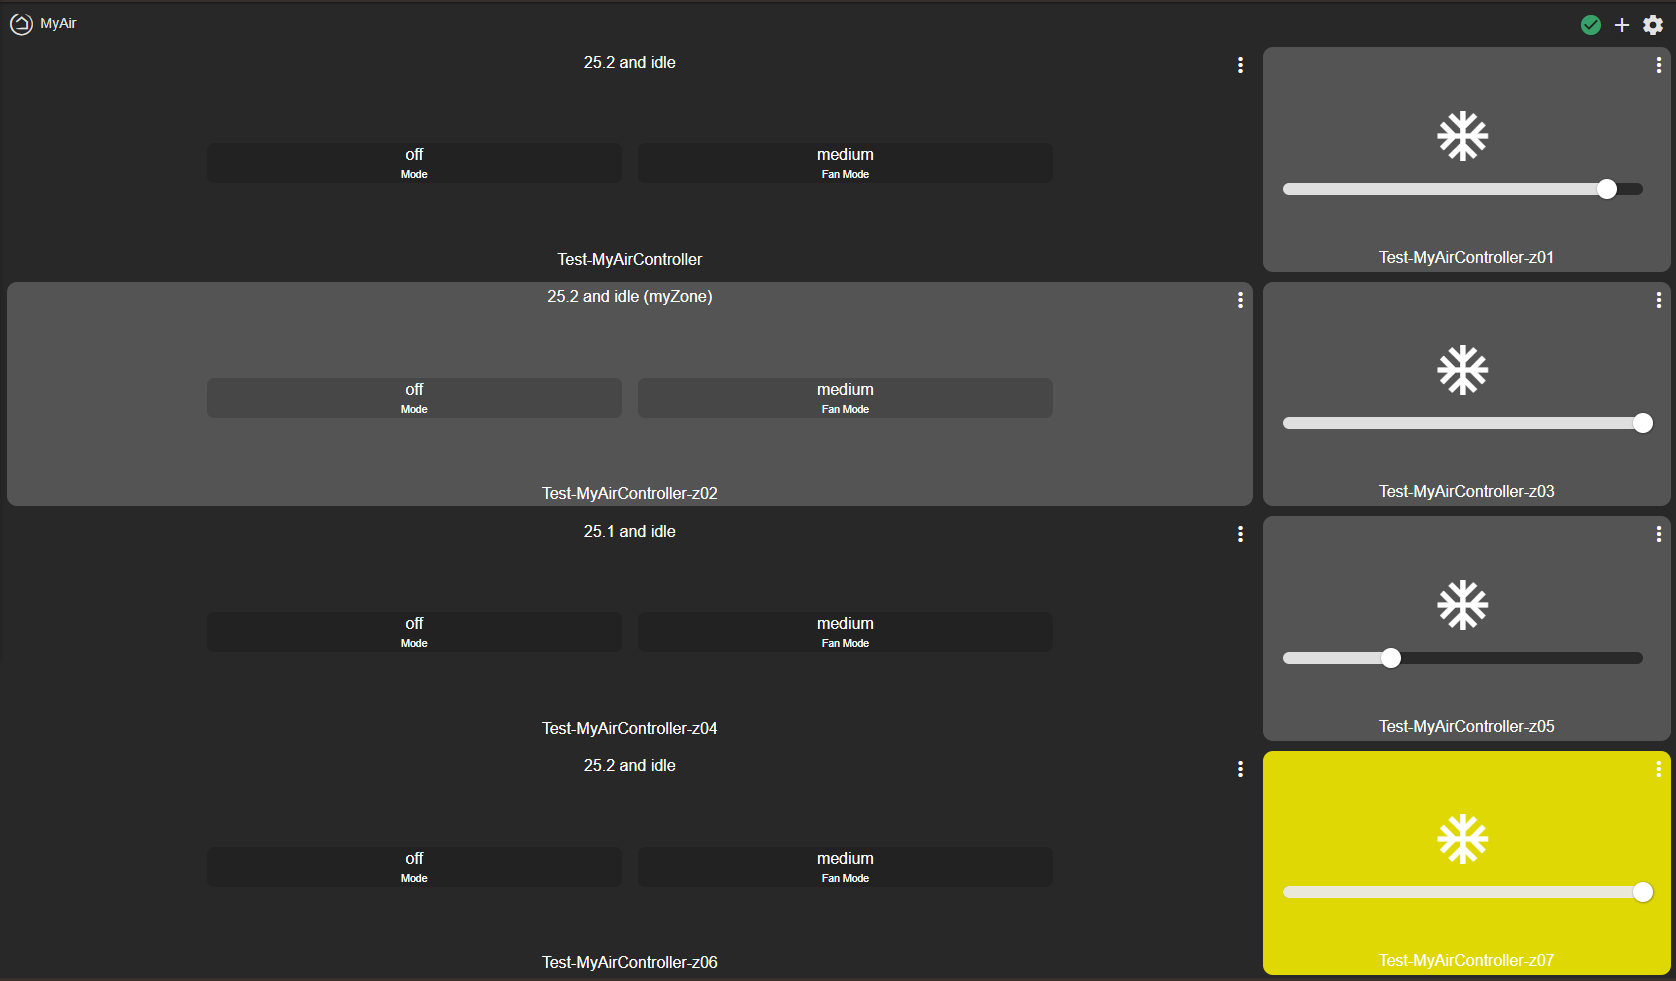 MyAir
25.2 and idle
off
Mode
medium
Fan Mode
Test-MyAirController
Test-MyAirController-z01
25.2 and idle (myZone)
off
Mode
medium
Fan Mode
Test-MyAirController-z02
Test-MyAirController-z03
25.1 and idle
off
Mode
medium
Fan Mode
Test-MyAirController-z04
Test-MyAirController-z05
25.2 and idle
off
Mode
medium
Fan Mode
Test-MyAirController-z06
Test-MyAirController-z07